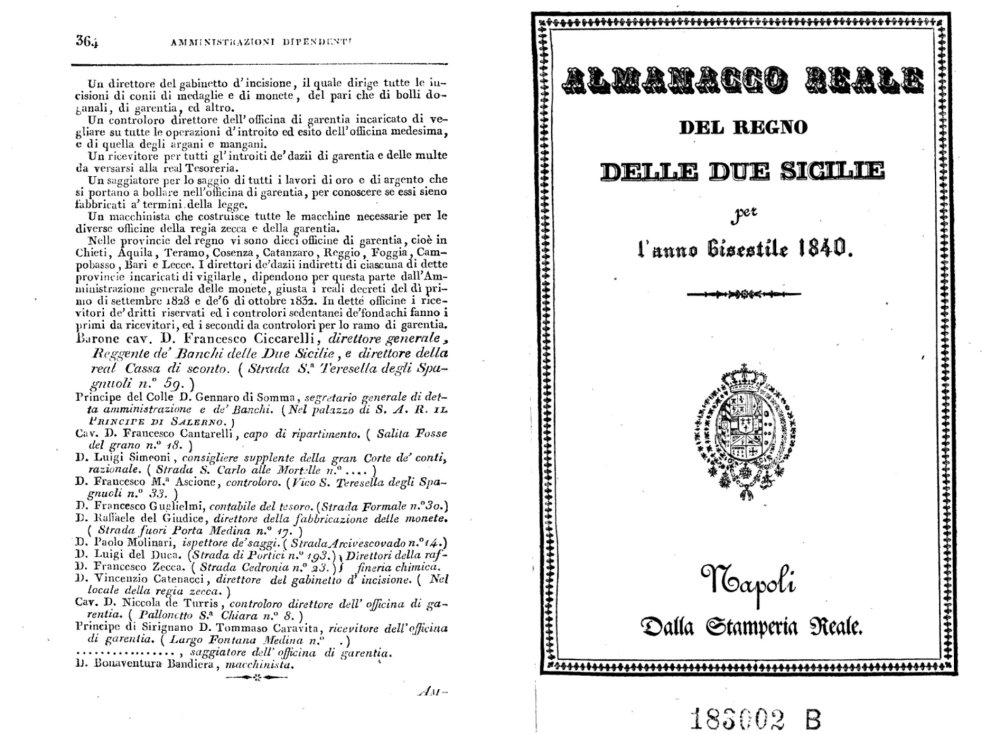 364 AMMINISTRAZIONI DIPENDENTI
Un direttore del gabinetto d'incisione, il quale dirige tutte le in-
cisioni di conii di medaglie e di monete, del pari che di bolli do-
ganali, di garentia, ed altro.
Un controloro direttore dell'officina di garentia incaricato di ve-
gliare su tutte le operazioni d'introito ed esito dell'officina medesima,
e di quella degli argani e mangani.
Un ricevitore per tutti gl'introiti de'dazii di garentia e delle multe
da versarsi alla real Tesoreria.
Un saggiatore per lo saggio di tutti i lavori di oro e di argento che
si portano a bollare nell'officina di garentia, per conoscere se essi sieno
fabbricati a' termini della legge.
Un macchinista che costruisce tutte le macchine necessarie per le
diverse officine della regia zecca e della garentia.
Nelle provincie del regno vi sono dieci officine di garentia, cioè in
Chieti, Aquila, Teramo, Cosenza, Catanzaro, Reggio, Foggia, Cam-
pobasso, Bari e Lecce. I direttori de'dazii indiretti di ciascuna di dette
provincie incaricati di vigilarle, dipendono per questa parte dall'Am-
ministrazione generale delle monete, giusta i reali decreti del dì pri-
mo di settembre 1828 e de'6 di ottobre 1832. In dette officine i rice-
vitori de' dritti riservati ed i controlori sedentanei de'fondachi fanno i
primi da ricevitori, ed i secondi da controlori per lo ramo di garentia.
Barone cav. D. Francesco Ciccarelli, direttore generale,
Reggente de' Banchi delle Due Sicilie, e direttore della
real Cassa di sconto. ( Strada S.ª Teresella degli Spa-
gnuoli n.º 59. )
Principe del Colle D. Gennaro di Somma, segretario generale di det-
ta amministrazione e de' Banchi. ( Nel palazzo di S. A. R. IL
PRINCIPE DI SALERNO. )
Cav. D. Francesco Cantarelli, capo di ripartimento. ( Salita Fosse
del grano n.º 18. )
D. Luigi Simeoni, consigliere supplente della gran Corte de' conti,
razionale. ( Strada S. Carlo alle Mortelle n.º .... )
D. Francesco M.ª Ascione, controloro. (Vico S. Teresella degli Spa-
gnuoli n.º 33. )
D. Francesco Guglielmi, contabile del tesoro. (Strada Formale n.º30.)
D. Raffaele del Giudice, direttore della fabbricazione delle monete.
( Strada fuori Porta Medina n.º 17. )
D. Paolo Molinari, ispettore de'saggi. ( Strada Arcivescovado n.º14.)
D. Luigi del Duca. (Strada di Portici n.º 193.) } Direttori della raf-
D. Francesco Zecca. ( Strada Cedronia n.º 23. ) } fineria chimica.
D. Vincenzio Catenacci, direttore del gabinetto d' incisione. ( Nel
locale della regia zecca. )
Cav. D. Niccola de Turris, controloro direttore dell' officina di ga-
rentia. ( Pallonetto S.ª Chiara n.º 8. )
Principe di Sirignano D. Tommaso Caravita, ricevitore dell'officina
di garentia. ( Largo Fontana Medina n.º .)
................., saggiatore dell' officina di garentia.
D. Bonaventura Bandiera, macchinista.
AM-
ALMANACCO REALE
DEL REGNO
DELLE DUE SICILIE
per
l'anno bisestile 1840.
Napoli
Dalla Stamperia Reale.
183002 B